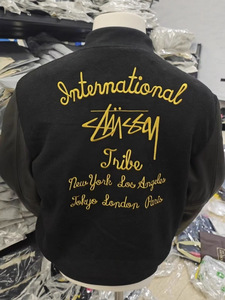 International
Stüssy
Tribe
New York Los Angeles
Tokyo London Paris